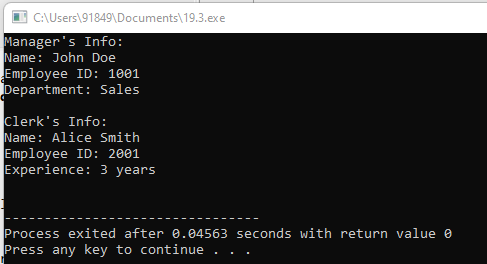 C:\Users\91849\Documents\19.3.exe
Manager's Info:
Name: John Doe
Employee ID: 1001
Department: Sales
Clerk's Info:
Name: Alice Smith
Employee ID: 2001
Experience: 3 years
--------------------------------
Process exited after 0.04563 seconds with return value 0
Press any key to continue . . .